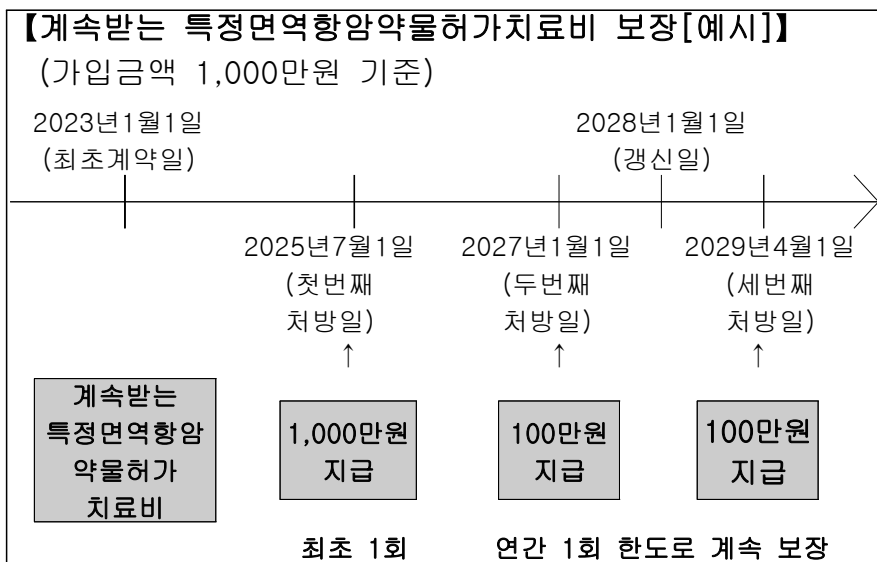 【계속받는 특정면역항암약물허가치료비 보장[예시]】
(가입금액 1,000만원 기준)
2023년1월1일
(최초계약일)
2028년1월1일
(갱신일)
2025년7월1일
(첫번째
처방일)
↑
2027년1월1일
(두번째
처방일)
↑
2029년4월1일
(세번째
처방일)
↑
계속받는
특정면역항암
약물허가
치료비
1,000만원
지급
100만원
지급
100만원
지급
최초 1회
연간 1회 한도로 계속 보장